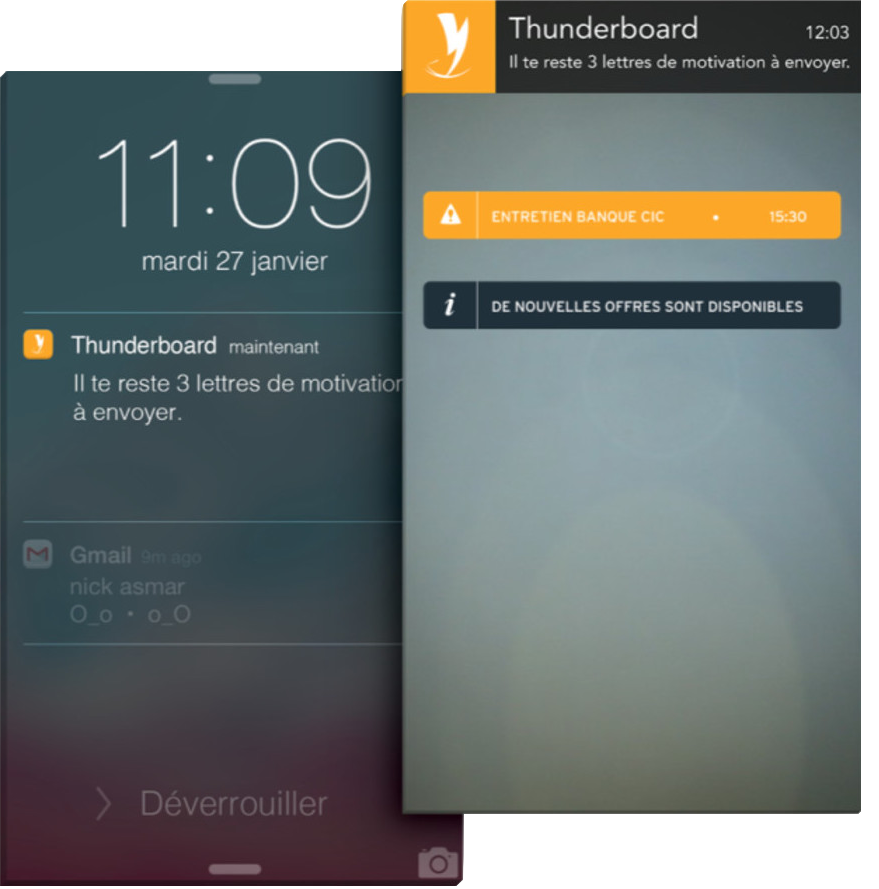 11:09
mardi 27 janvier
Thunderboard maintenant
Il te reste 3 lettres de motivation
à envoyer.
Gmail 9m ago
nick asmar
O_o • o_O
Déverrouiller
Thunderboard 12:03
Il te reste 3 lettres de motivation à envoyer.
ENTRETIEN BANQUE CIC • 15:30
i DE NOUVELLES OFFRES SONT DISPONIBLES